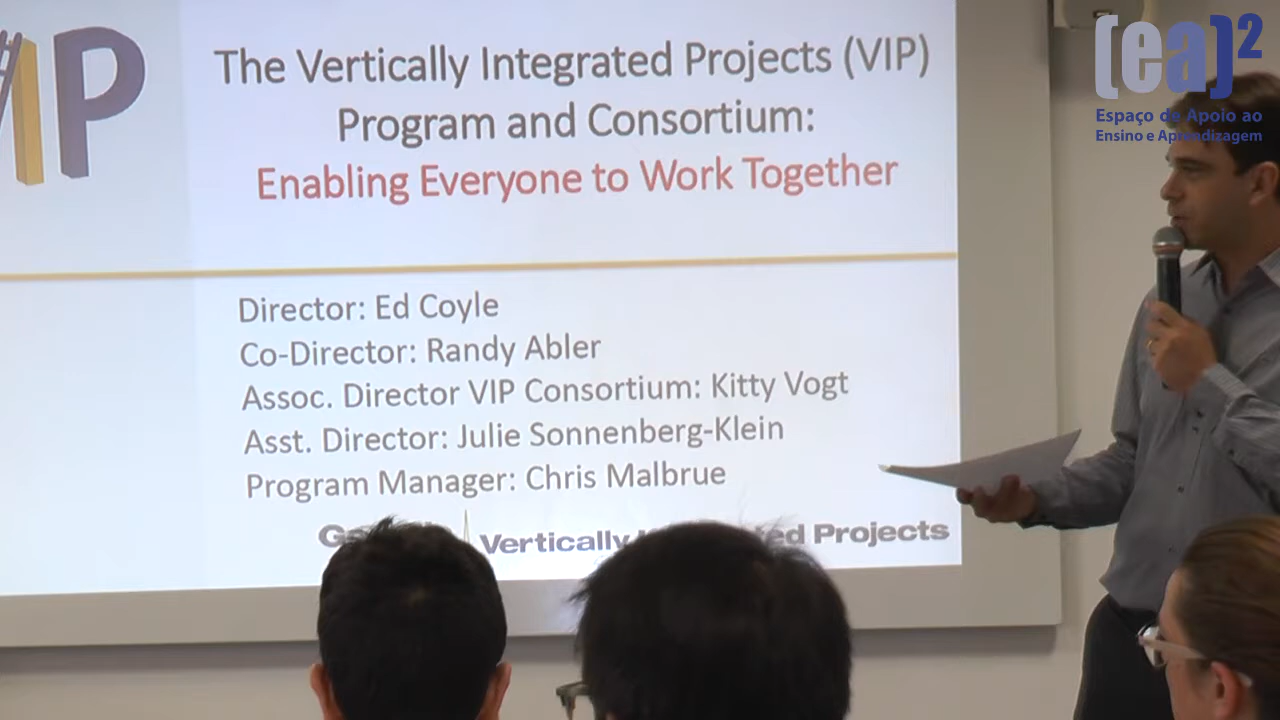 VIP
The Vertically Integrated Projects (VIP)
Program and Consortium:
Enabling Everyone to Work Together
Director: Ed Coyle
Co-Director: Randy Abler
Assoc. Director VIP Consortium: Kitty Vogt
Asst. Director: Julie Sonnenberg-Klein
Program Manager: Chris Malbrue
Vertically Projects
(ea)²
Espaço de Apoio ao
Ensino e Aprendizagem